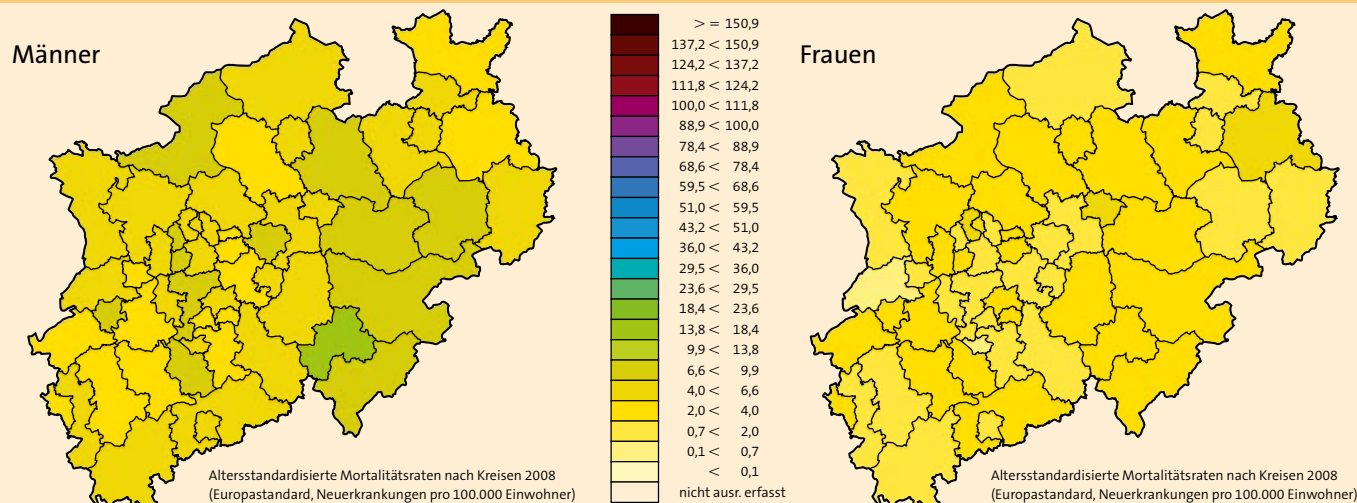 Männer
> = 150,9
137,2 < 150,9
124,2 < 137,2
111,8 < 124,2
100,0 < 111,8
88,9 < 100,0
78,4 < 88,9
68,6 < 78,4
59,5 < 68,6
51,0 < 59,5
43,2 < 51,0
36,0 < 43,2
29,5 < 36,0
23,6 < 29,5
18,4 < 23,6
13,8 < 18,4
9,9 < 13,8
6,6 < 9,9
4,0 < 6,6
2,0 < 4,0
0,7 < 2,0
0,1 < 0,7
< 0,1
nicht ausr. erfasst
Altersstandardisierte Mortalitätsraten nach Kreisen 2008
(Europastandard, Neuerkrankungen pro 100.000 Einwohner)
Frauen
Altersstandardisierte Mortalitätsraten nach Kreisen 2008
(Europastandard, Neuerkrankungen pro 100.000 Einwohner)